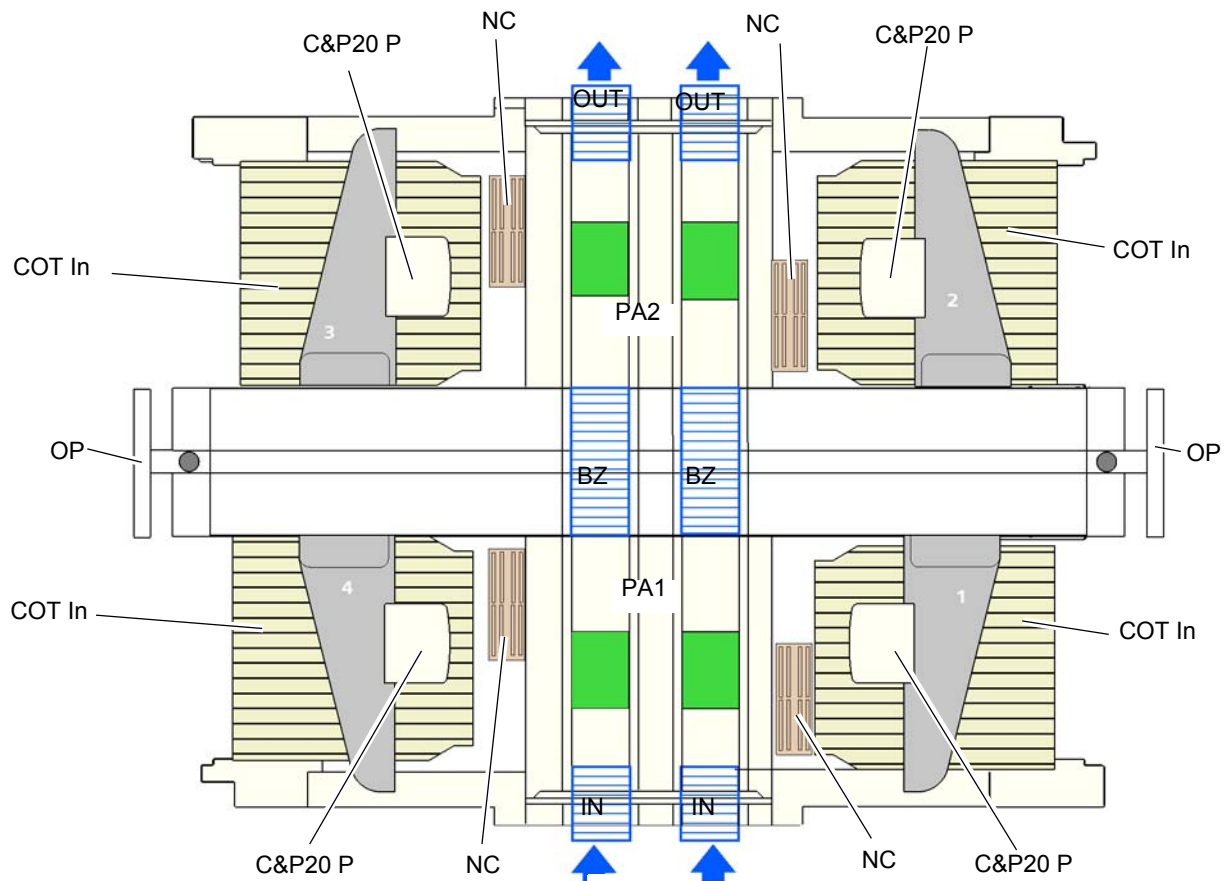 NC
NC
C&P20 P
C&P20 P
OUT
OUT
COT In
COT In
3
2
PA2
OP
OP
BZ
BZ
COT In
COT In
4
1
PA1
IN
IN
C&P20 P
NC
NC
C&P20 P